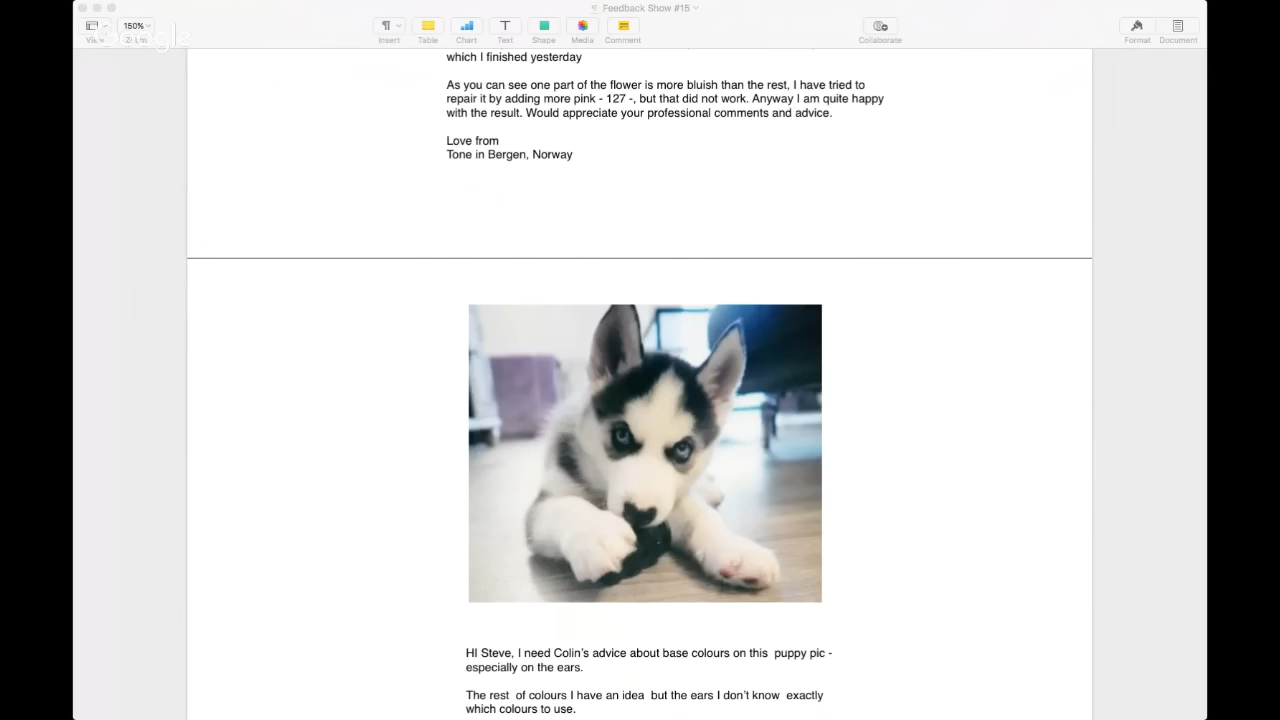 Feedback Show #15
150%
View
Zoom
Insert
Table
Chart
Text
Shape
Media
Comment
Collaborate
Format
Document
which I finished yesterday
As you can see one part of the flower is more bluish than the rest, I have tried to
repair it by adding more pink - 127 -, but that did not work. Anyway I am quite happy
with the result. Would appreciate your professional comments and advice.
Love from
Tone in Bergen, Norway
HI Steve, I need Colin's advice about base colours on this puppy pic -
especially on the ears.
The rest of colours I have an idea but the ears I don't know exactly
which colours to use.